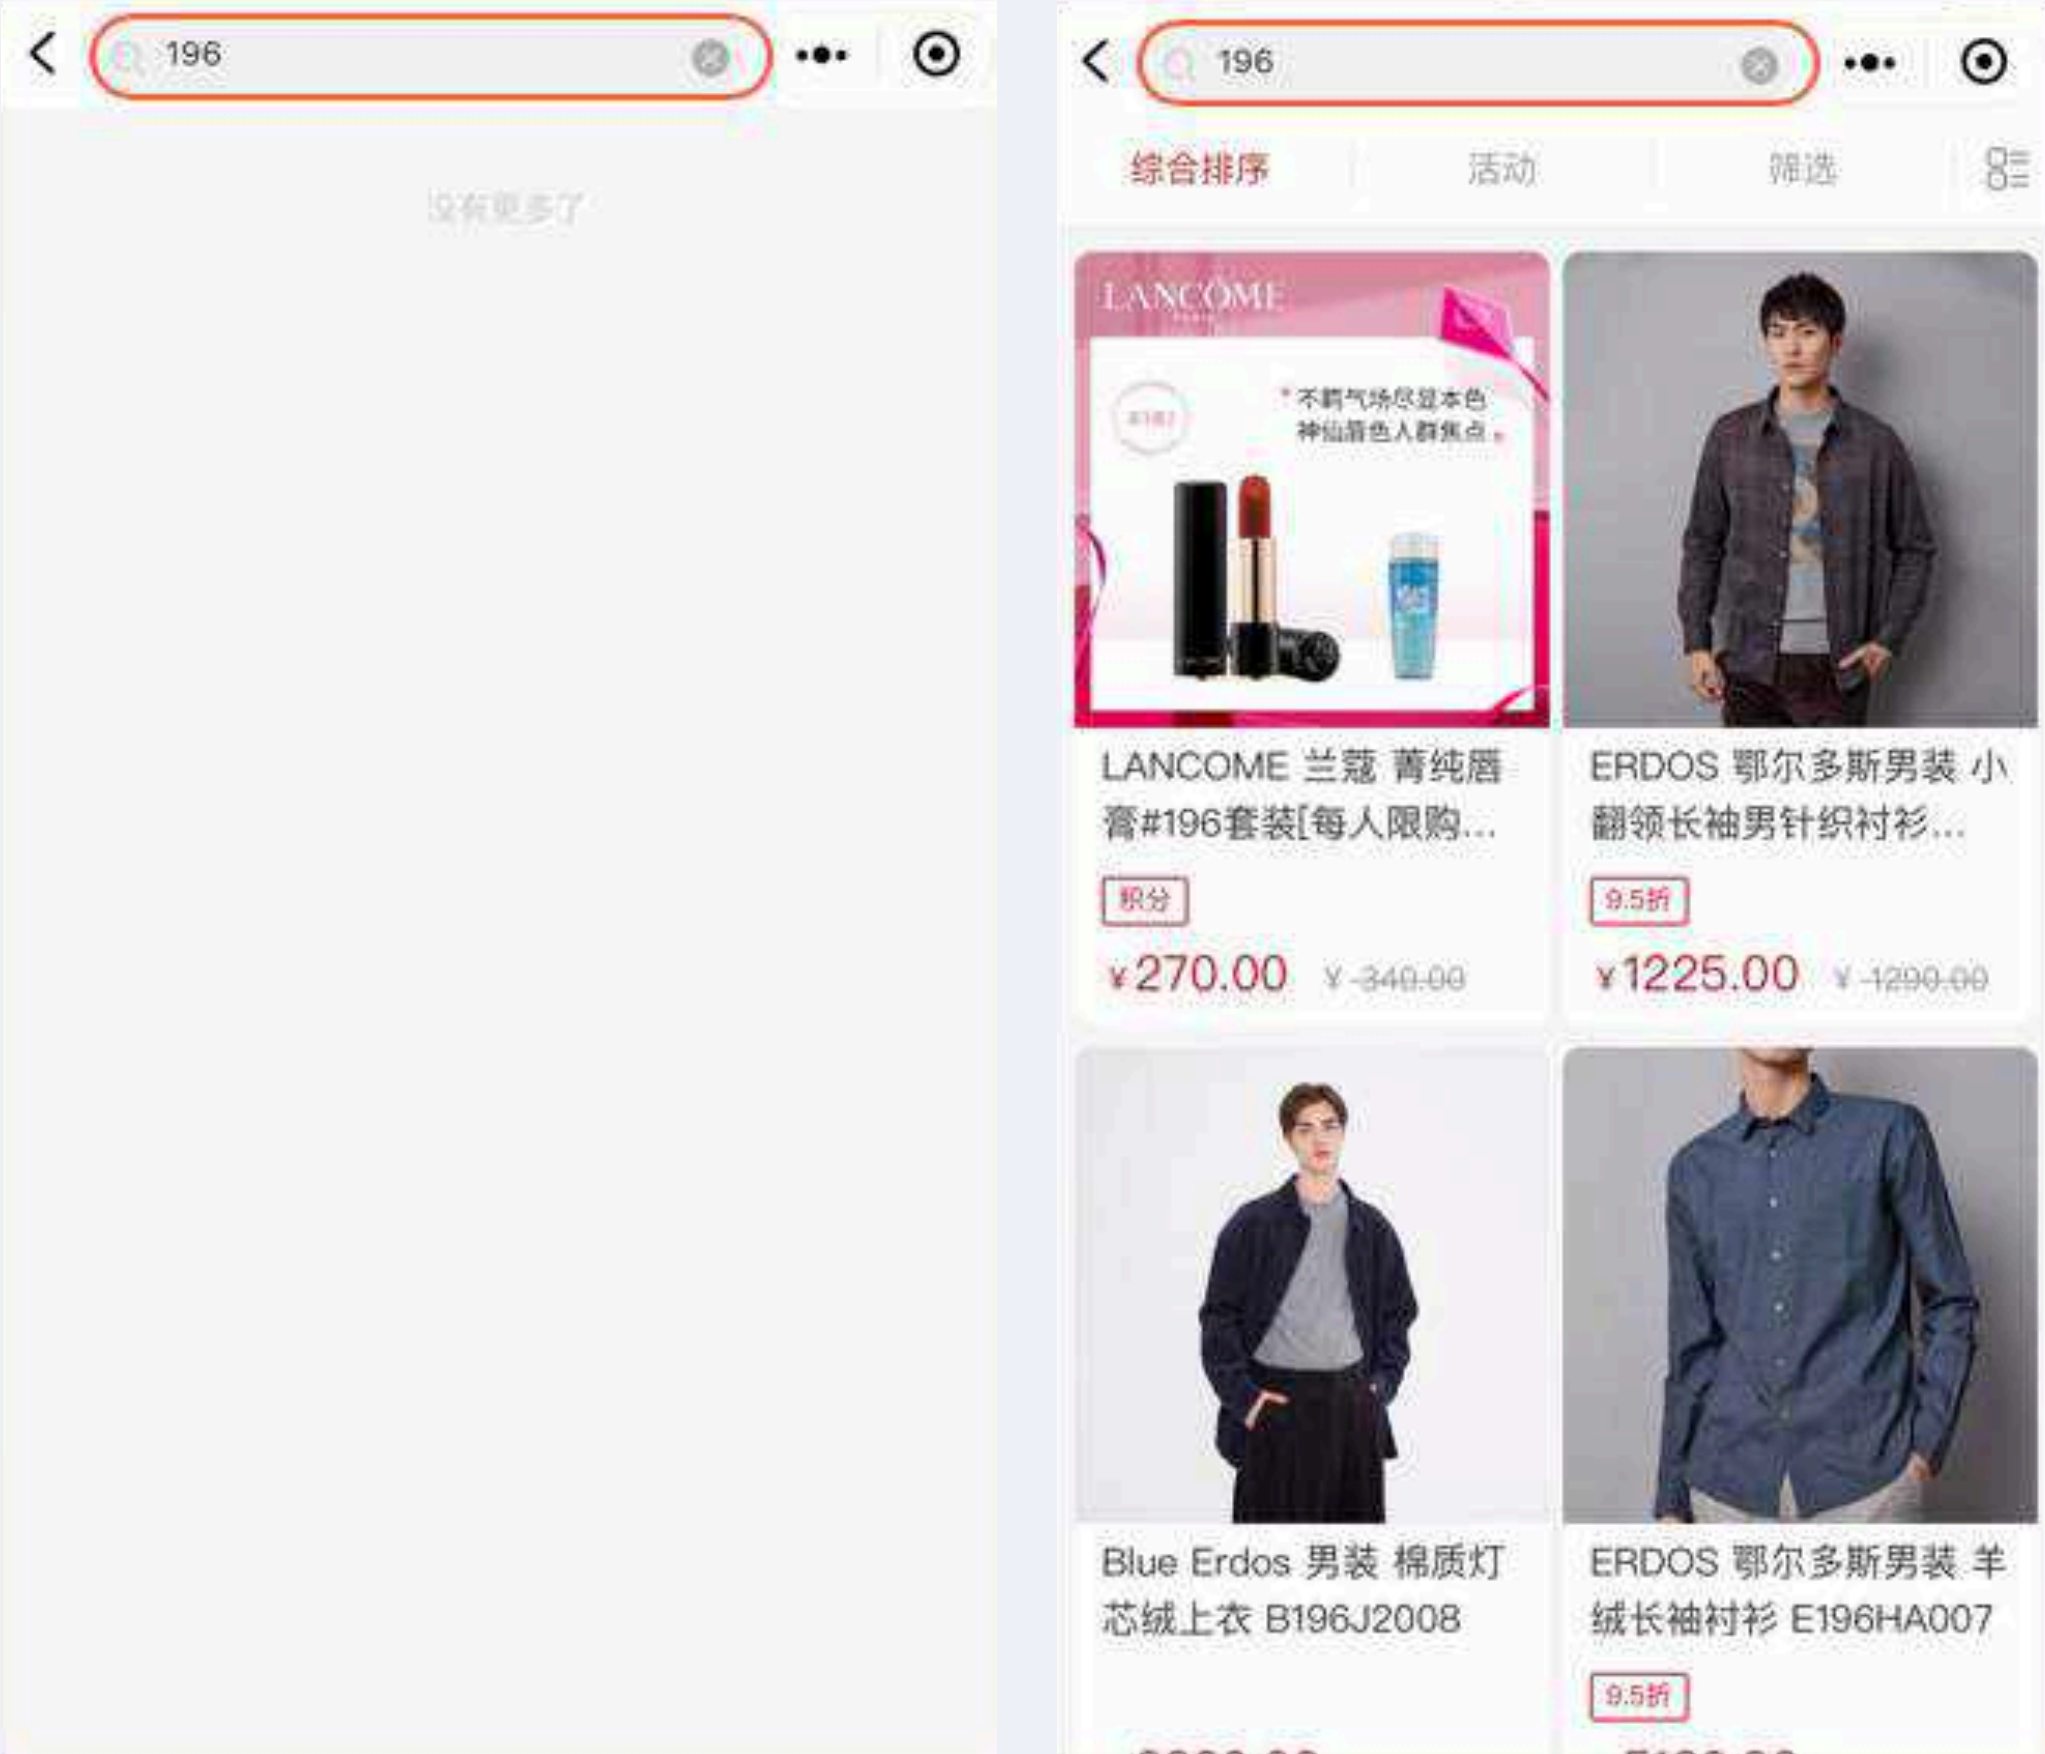 196
没有更多了
196
综合排序
活动
筛选
LANCÔME
不羁气场尽显本色
神仙唇色人群焦点
LANCOME 兰蔻 菁纯唇
膏#196套装[每人限购...
积分
¥270.00 ¥ 340.00
ERDOS 鄂尔多斯男装 小
翻领长袖男针织衬衫...
9.5折
¥1225.00 ¥ 1290.00
Blue Erdos 男装 棉质灯
芯绒上衣 B196J2008
ERDOS 鄂尔多斯男装 羊
绒长袖衬衫 E196HA007
9.5折